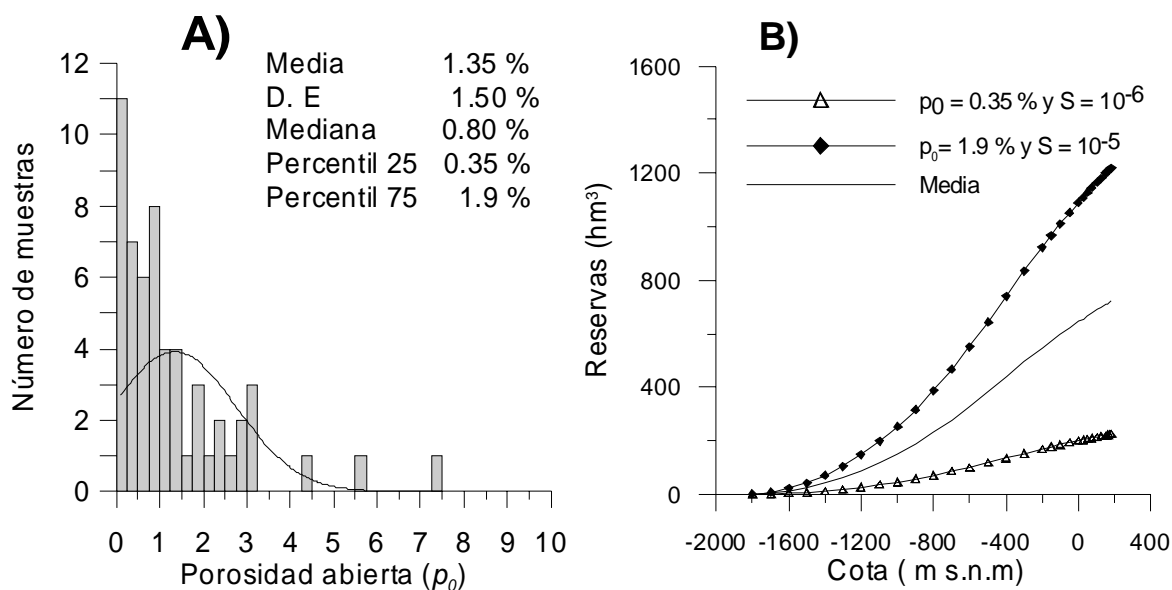 A)
Media 1.35 %
D. E 1.50 %
Mediana 0.80 %
Percentil 25 0.35 %
Percentil 75 1.9 %
Número de muestras
12
10
8
6
4
2
0
0 1 2 3 4 5 6 7 8 9 10
Porosidad abierta (p₀)
B)
p0 = 0.35 % y S = 10⁻⁶
p₀= 1.9 % y S = 10⁻⁵
Media
Reservas (hm³)
1600
1200
800
400
0
-2000 -1600 -1200 -800 -400 0 400
Cota ( m s.n.m)